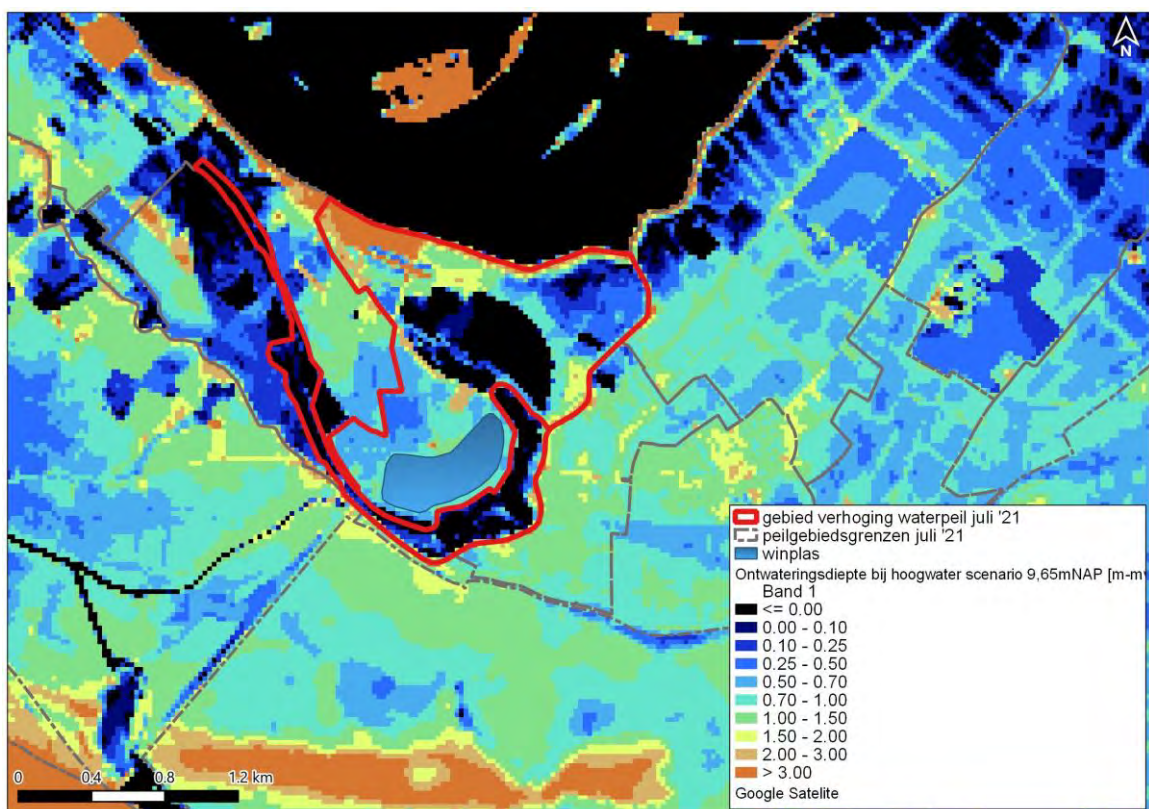 N
gebied verhoging waterpeil juli '21
peilgebiedsgrenzen juli '21
winplas
Ontwateringsdiepte bij hoogwater scenario 9,65mNAP [m-mv
Band 1
<= 0.00
0.00 - 0.10
0.10 - 0.25
0.25 - 0.50
0.50 - 0.70
0.70 - 1.00
1.00 - 1.50
1.50 - 2.00
2.00 - 3.00
> 3.00
Google Satelite
0 0.4 0.8 1.2 km